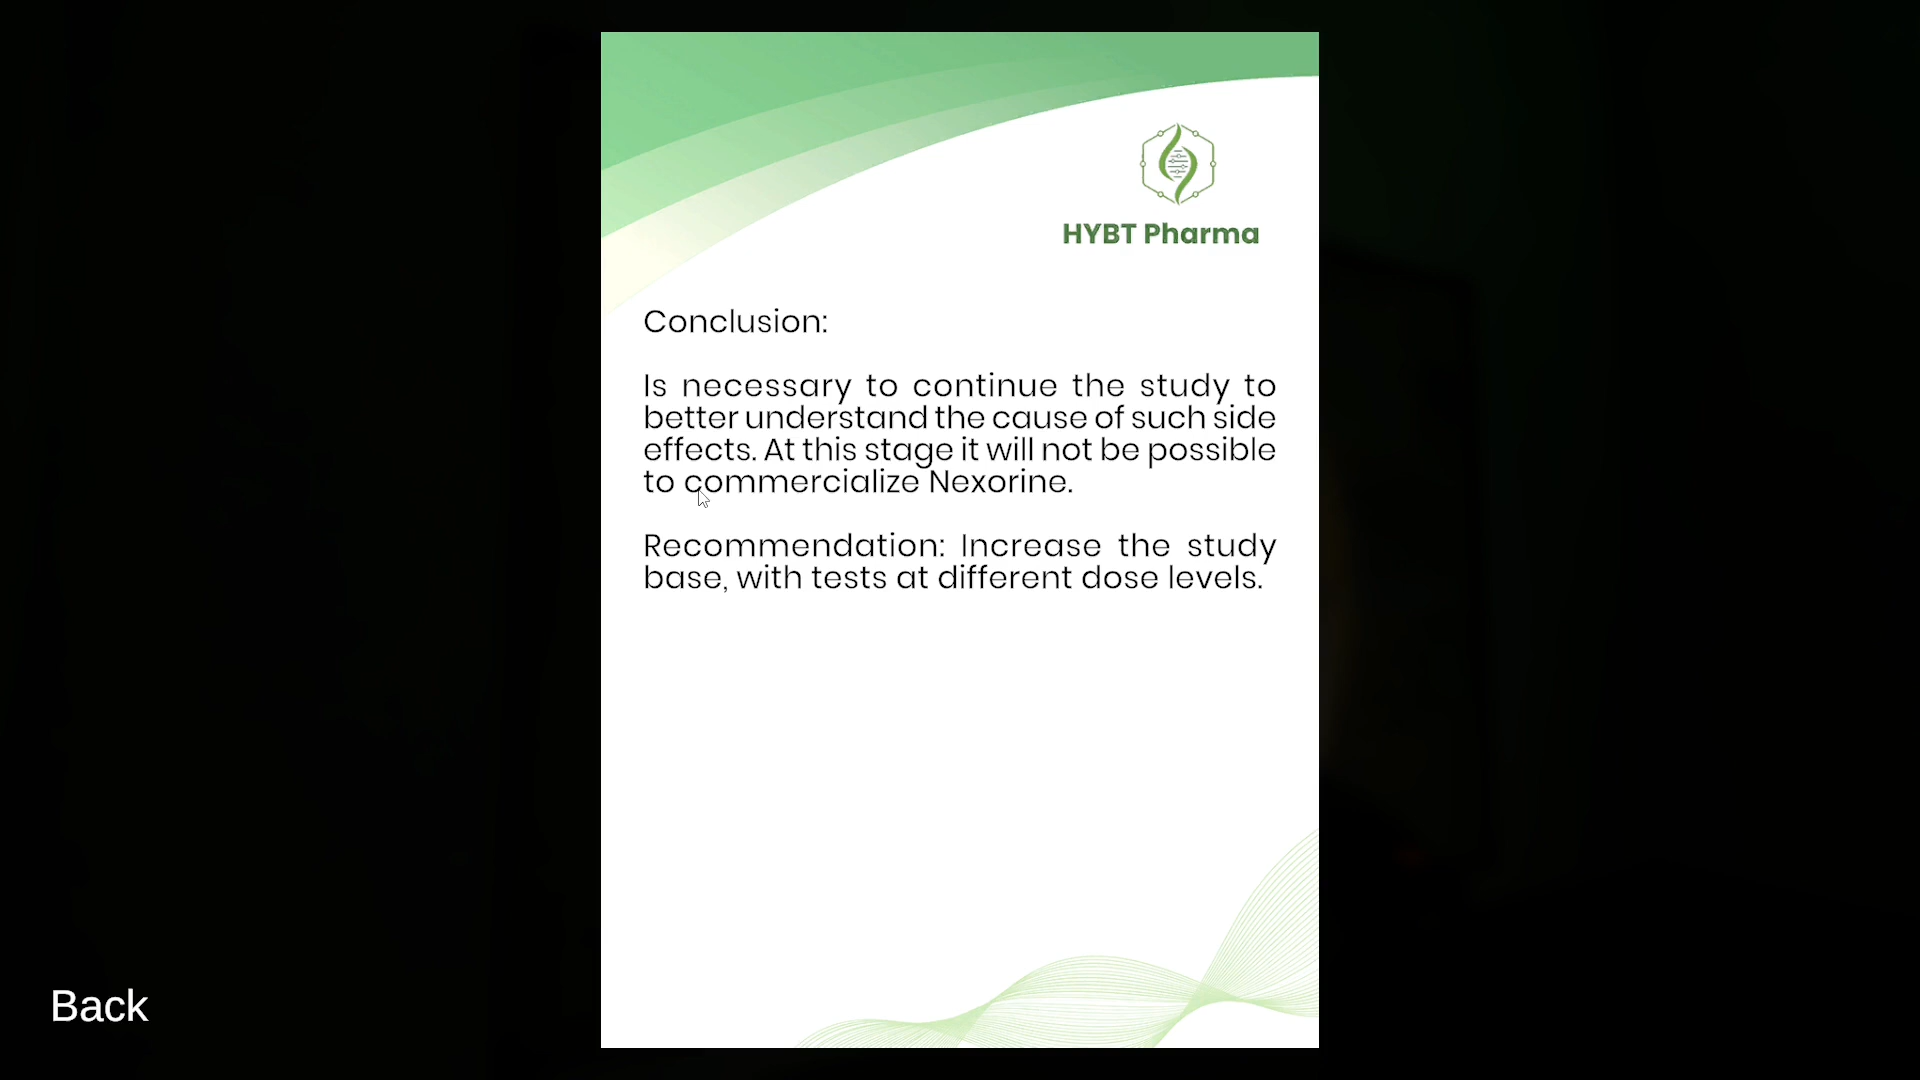 HYBT Pharma
Conclusion:
Is necessary to continue the study to
better understand the cause of such side
effects. At this stage it will not be possible
to commercialize Nexorine.
Recommendation: Increase the study
base, with tests at different dose levels.
Back